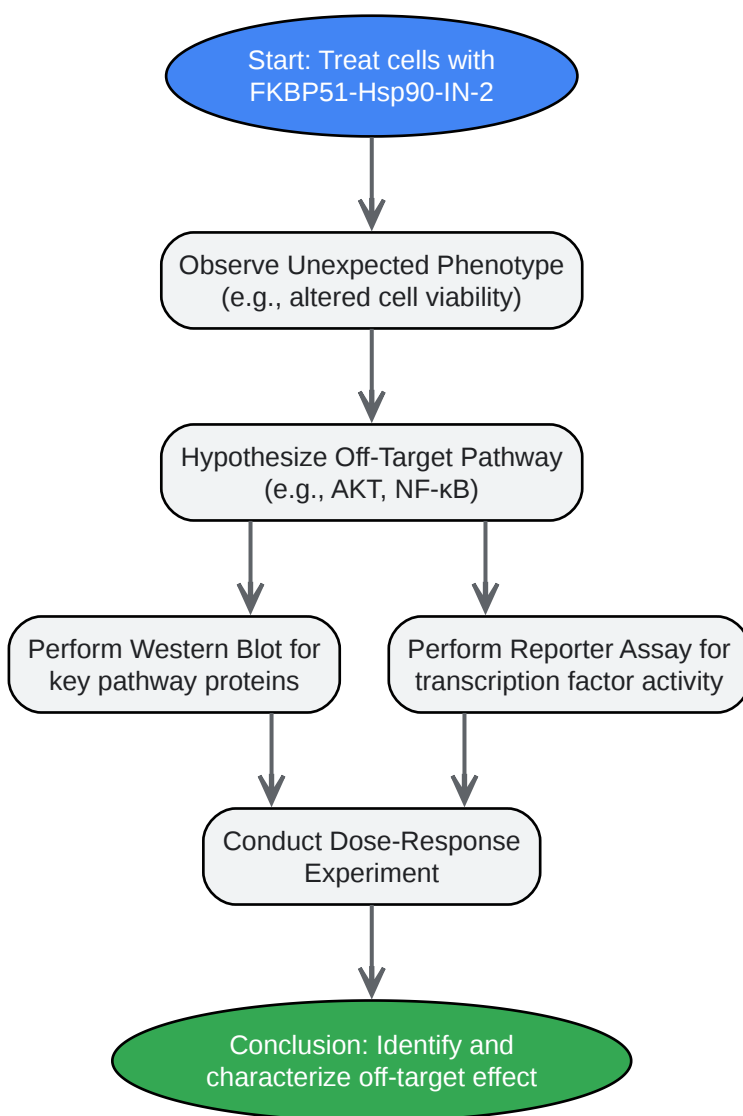 Start: Treat cells with
FKBP51-Hsp90-IN-2
Observe Unexpected Phenotype
(e.g., altered cell viability)
Hypothesize Off-Target Pathway
(e.g., AKT, NF-κB)
Perform Western Blot for
key pathway proteins
Perform Reporter Assay for
transcription factor activity
Conduct Dose-Response
Experiment
Conclusion: Identify and
characterize off-target effect